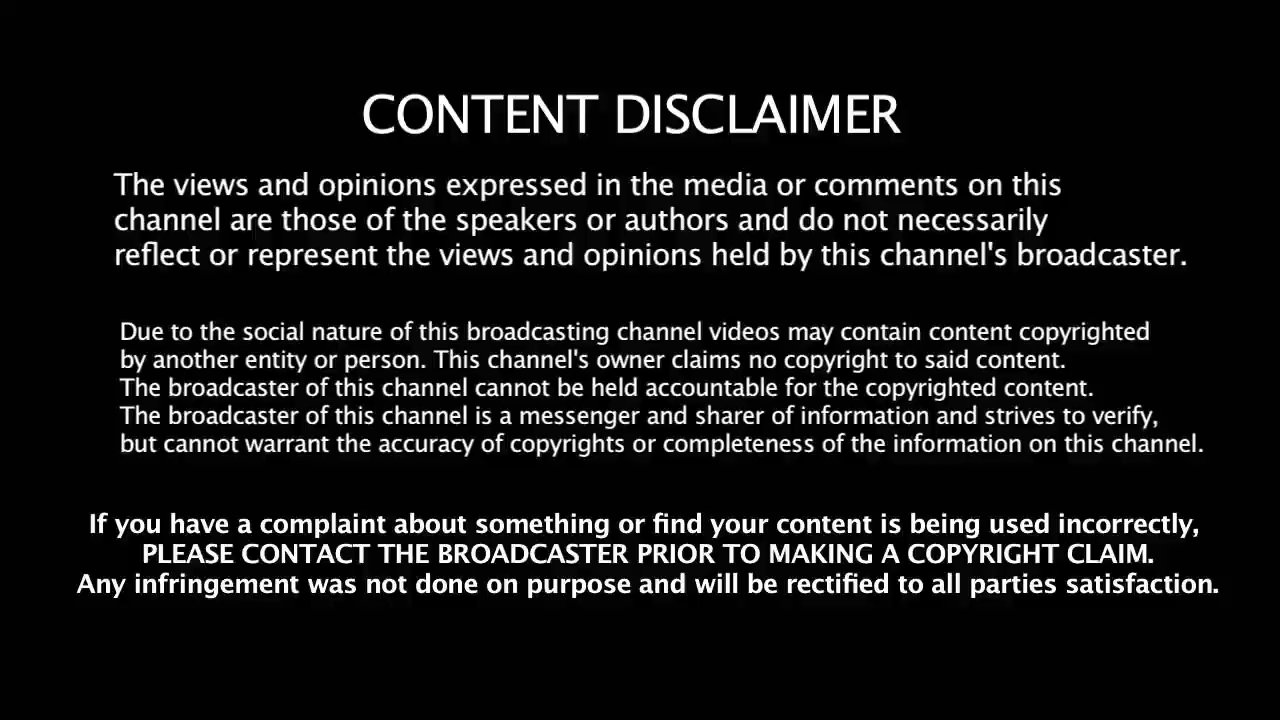 CONTENT DISCLAIMER
The views and opinions expressed in the media or comments on this
channel are those of the speakers or authors and do not necessarily
reflect or represent the views and opinions held by this channel's broadcaster.
Due to the social nature of this broadcasting channel videos may contain content copyrighted
by another entity or person. This channel's owner claims no copyright to said content.
The broadcaster of this channel cannot be held accountable for the copyrighted content.
The broadcaster of this channel is a messenger and sharer of information and strives to verify,
but cannot warrant the accuracy of copyrights or completeness of the information on this channel.
If you have a complaint about something or find your content is being used incorrectly,
PLEASE CONTACT THE BROADCASTER PRIOR TO MAKING A COPYRIGHT CLAIM.
Any infringement was not done on purpose and will be rectified to all parties satisfaction.